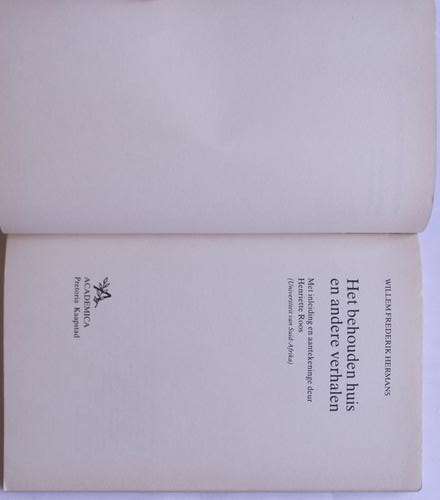 WILLEM FREDERIK HERMANS
Het behouden huis
en andere verhalen
Met inleiding en aantekeninge deur
Henriette Roos
(Universiteit van Suid-Afrika)
ACADEMICA
Pretoria Kaapstad